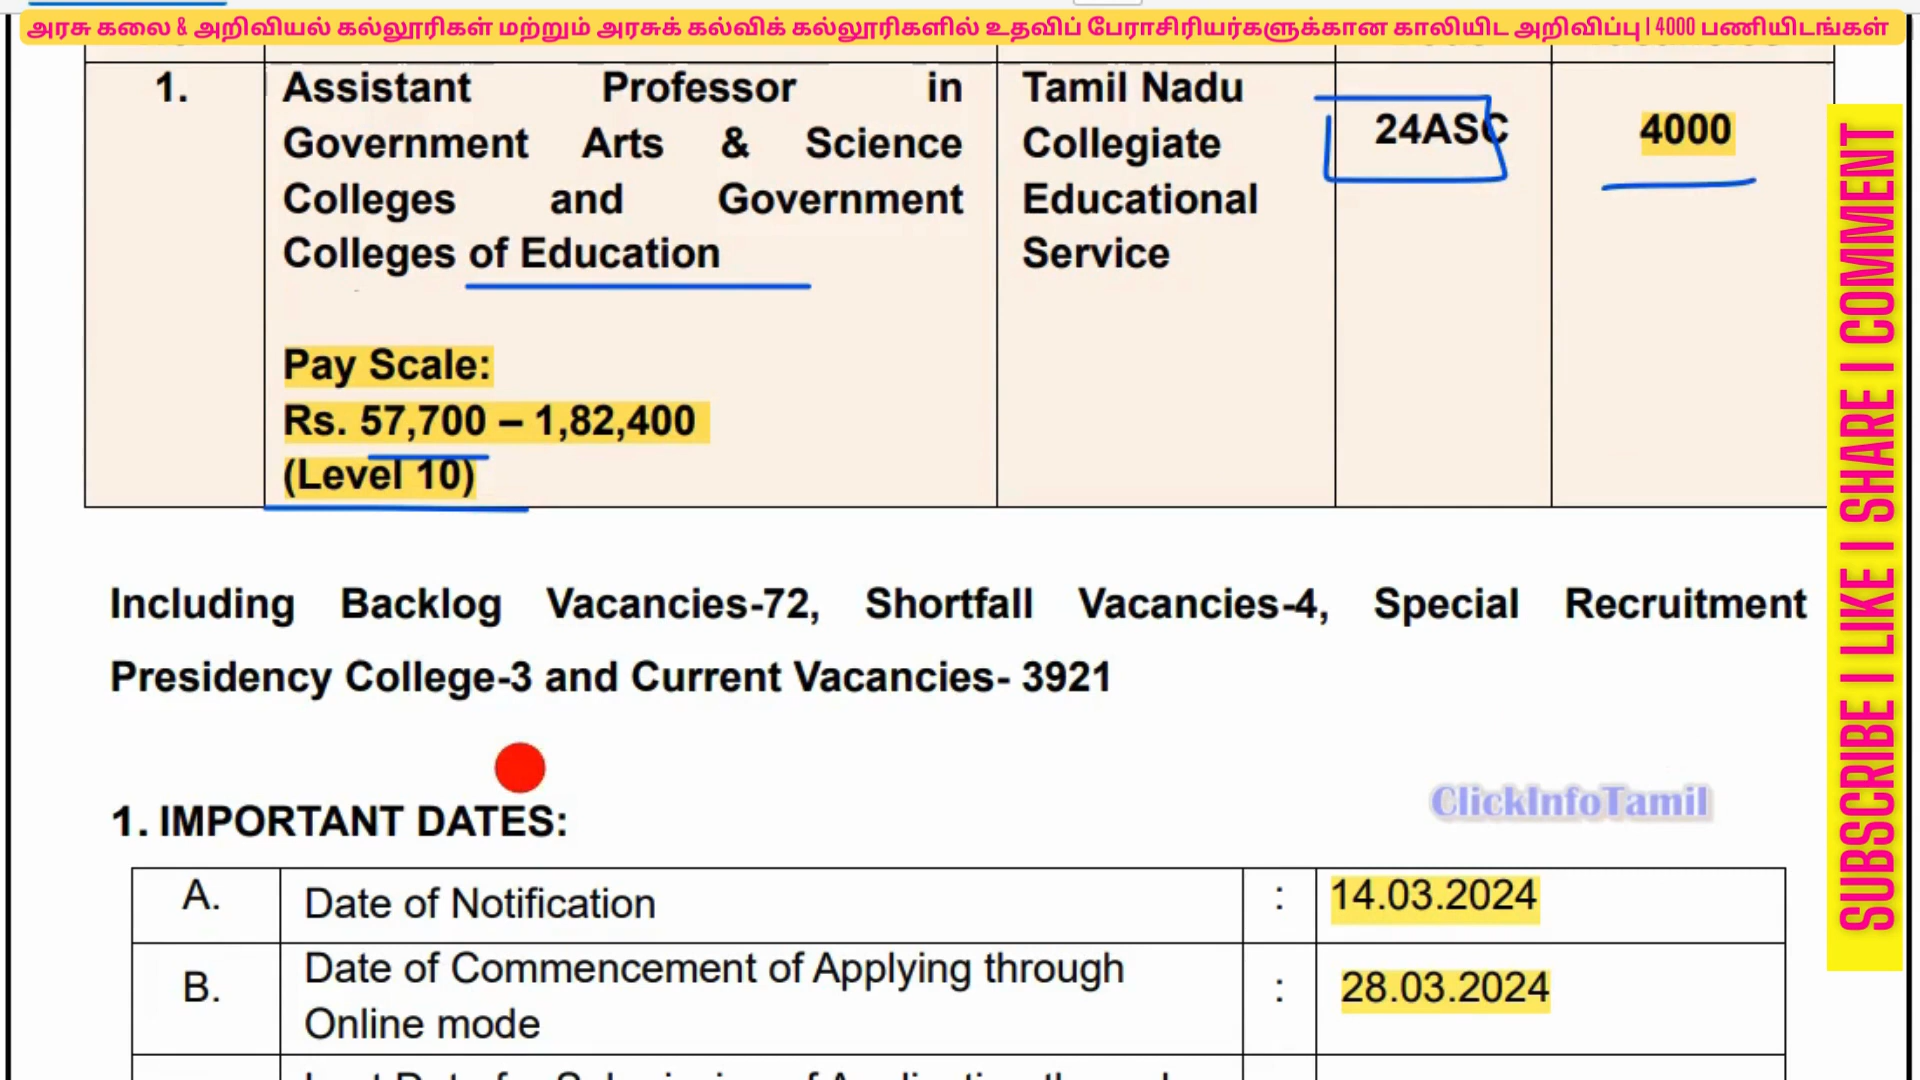 அரசு கலை & அறிவியல் கல்லூரிகள் மற்றும் அரசுக் கல்விக் கல்லூரிகளில் உதவிப் பேராசிரியர்களுக்கான காலியிட அறிவிப்பு I 4000 பணியிடங்கள்
1.
Assistant Professor in
Government Arts & Science
Colleges and Government
Colleges of Education
Pay Scale:
Rs. 57,700 – 1,82,400
(Level 10)
Tamil Nadu
Collegiate
Educational
Service
24ASC
4000
Including Backlog Vacancies-72, Shortfall Vacancies-4, Special Recruitment
Presidency College-3 and Current Vacancies- 3921
1. IMPORTANT DATES:
ClickInfoTamil
A.
Date of Notification
:
14.03.2024
B.
Date of Commencement of Applying through
Online mode
:
28.03.2024
SUBSCRIBE I LIKE I SHARE I COMMENT